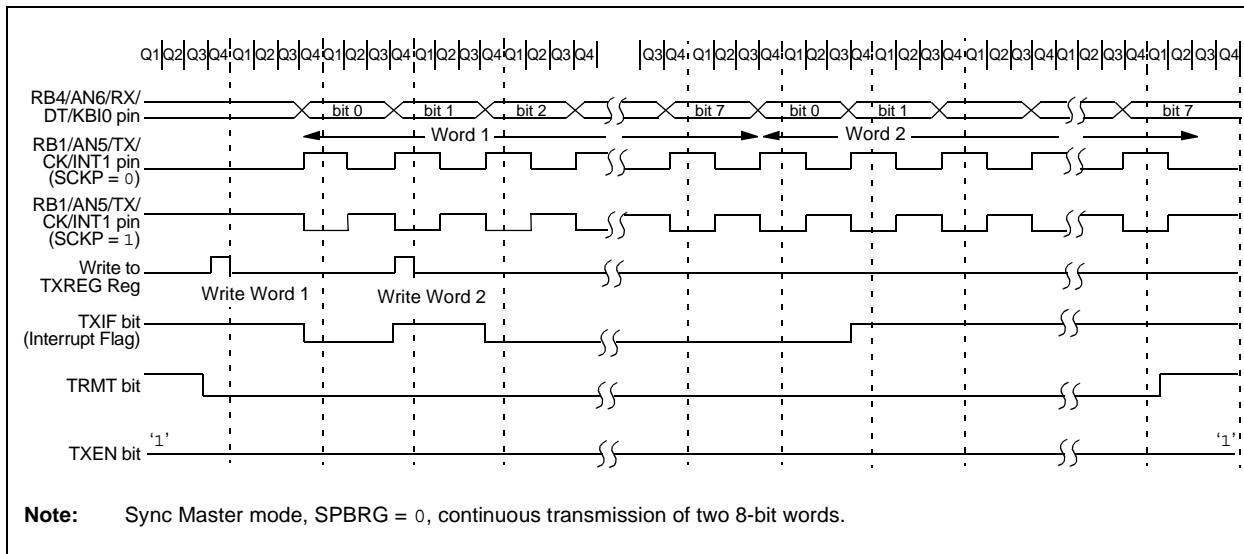 Q1 Q2 Q3 Q4 Q1 Q2 Q3 Q4 Q1 Q2 Q3 Q4 Q1 Q2 Q3 Q4 Q1 Q2 Q3 Q4 Q3 Q4 Q1 Q2 Q3 Q4 Q1 Q2 Q3 Q4 Q1 Q2 Q3 Q4 Q1 Q2 Q3 Q4 Q1 Q2 Q3 Q4 Q1 Q2 Q3 Q4
RB4/AN6/RX/
DT/KBI0 pin
bit 0 bit 1 bit 2 bit 7 bit 0 bit 1 bit 7
Word 1 Word 2
RB1/AN5/TX/
CK/INT1 pin
(SCKP = 0)
RB1/AN5/TX/
CK/INT1 pin
(SCKP = 1)
Write to
TXREG Reg
Write Word 1 Write Word 2
TXIF bit
(Interrupt Flag)
TRMT bit
'1' '1'
TXEN bit
Note: Sync Master mode, SPBRG = 0, continuous transmission of two 8-bit words.